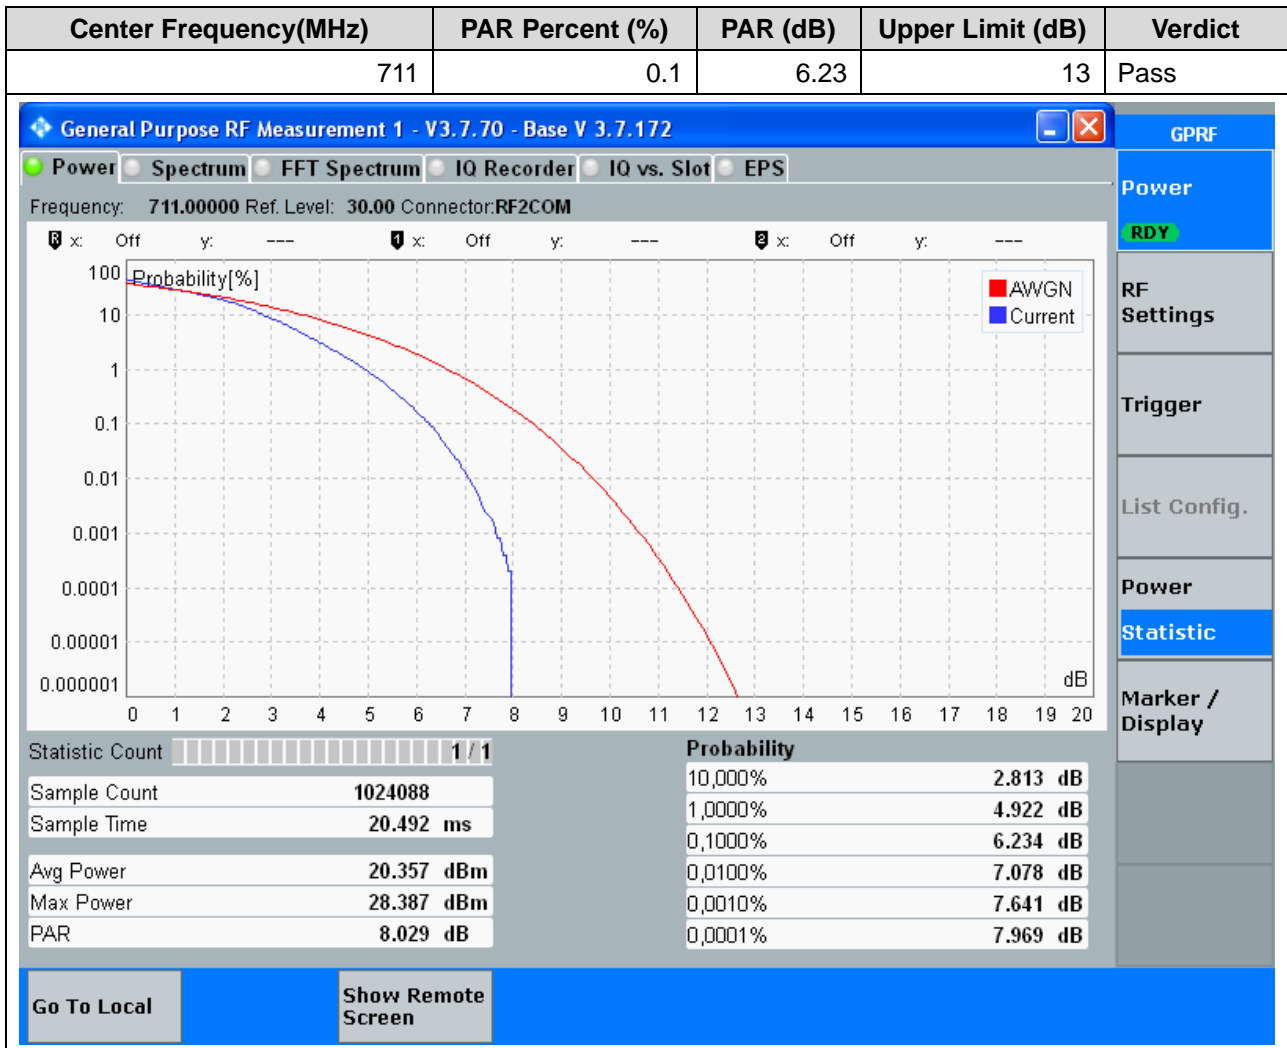 Center Frequency(MHz) PAR Percent (%) PAR (dB) Upper Limit (dB) Verdict
711 0.1 6.23 13 Pass
General Purpose RF Measurement 1 - V3.7.70 - Base V 3.7.172
GPRF
Power Spectrum FFT Spectrum IQ Recorder IQ vs. Slot EPS
Power
RDY
Frequency: 711.00000 Ref. Level: 30.00 Connector:RF2COM
R x: Off y: --- 1 x: Off y: --- 2 x: Off y: ---
Probability[%]
AWGN
Current
100
10
1
0.1
0.01
0.001
0.0001
0.00001
0.000001
dB
0 1 2 3 4 5 6 7 8 9 10 11 12 13 14 15 16 17 18 19 20
RF
Settings
Trigger
List Config.
Power
Statistic
Marker /
Display
Statistic Count 1 / 1
Sample Count 1024088
Sample Time 20.492 ms
Avg Power 20.357 dBm
Max Power 28.387 dBm
PAR 8.029 dB
Probability
10,000% 2.813 dB
1,0000% 4.922 dB
0,1000% 6.234 dB
0,0100% 7.078 dB
0,0010% 7.641 dB
0,0001% 7.969 dB
Go To Local
Show Remote
Screen